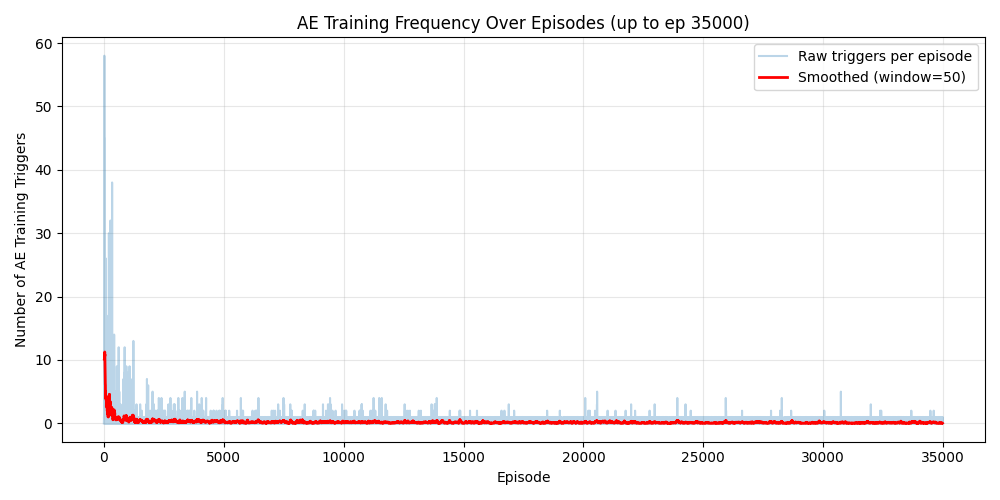 AE Training Frequency Over Episodes (up to ep 35000)
Raw triggers per episode
Smoothed (window=50)
Number of AE Training Triggers
60
50
40
30
20
10
0
0 5000 10000 15000 20000 25000 30000 35000
Episode